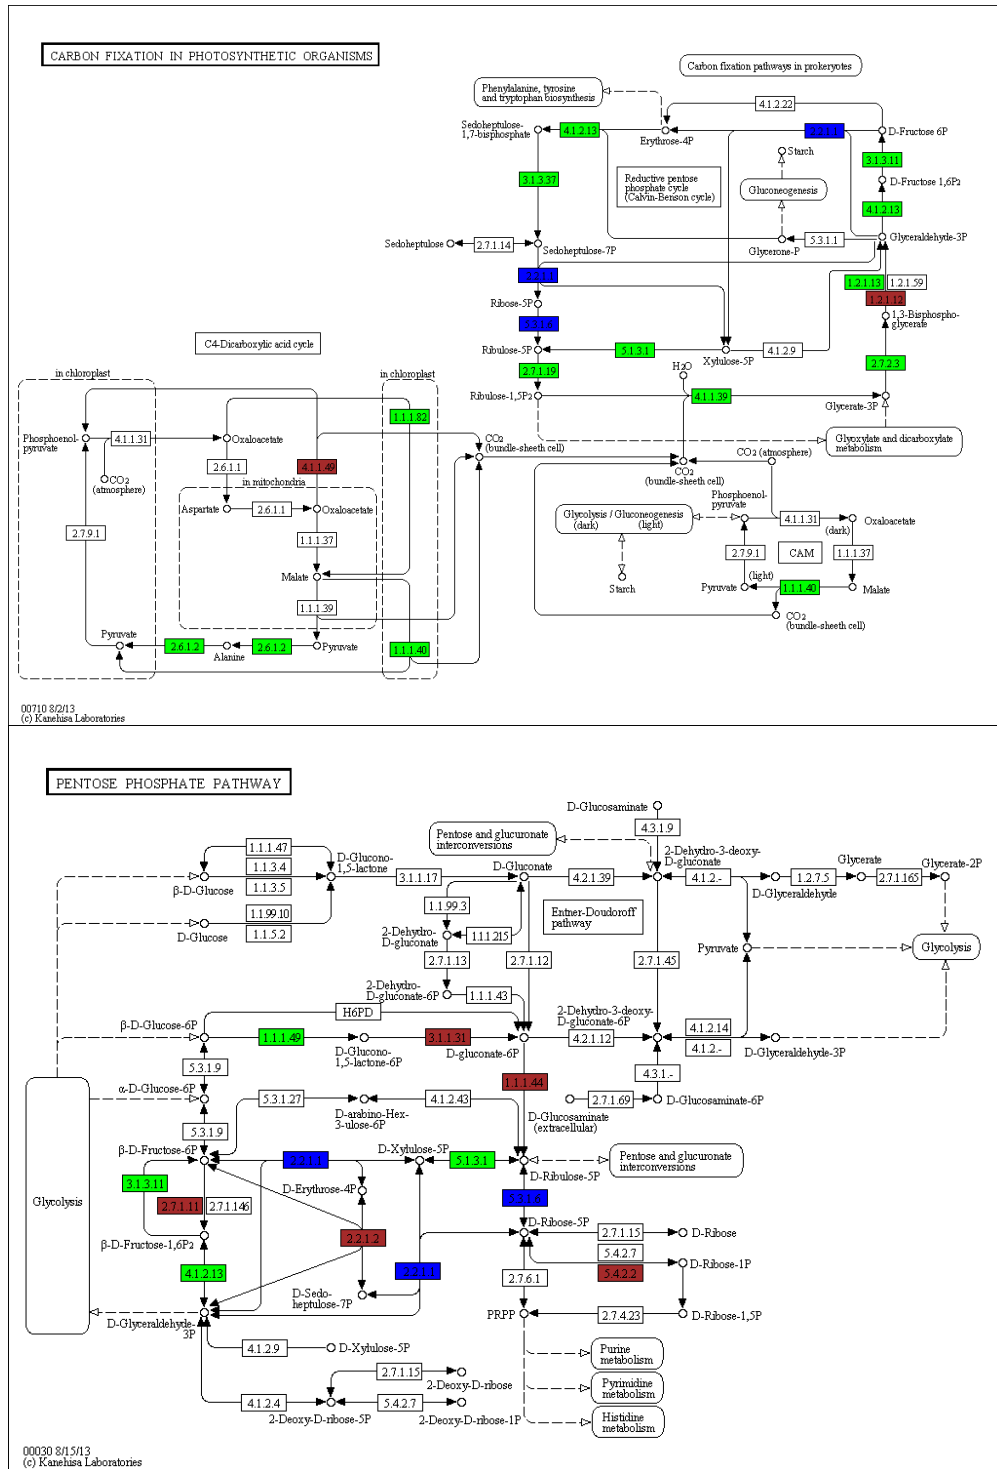 CARBON FIXATION IN PHOTOSYNTHETIC ORGANISMS
Carbon fixation pathways in prokeryotes
Phenylalanine, tyrosine
and tryptophan biosynthesis
4.1.2.22
Sedoheptulose-
1,7-bisphosphate
4.1.2.13
Erythrose-4P
2.2.1.1
D-Fructose 6P
Starch
3.1.3.11
3.1.3.37
Reductive pentose
phosphate cycle
(Calvin-Benson cycle)
Gluconeogenesis
D-Fructose 1,6P2
4.1.2.13
Sedoheptulose
2.7.1.14
Sedoheptulose-7P
Glycerone-P
5.3.1.1
Glyceraldehyde-3P
2.2.1.1
1.2.1.13
1.2.1.59
1.2.1.12
Ribose-5P
1,3-Bisphospho-
glycerate
5.3.1.6
C4-Dicarboxylic acid cycle
Ribulose-5P
5.1.3.1
Xylulose-5P
4.1.2.9
2.7.2.3
in chloroplast
in chloroplast
2.7.1.19
H2O
Ribulose-1,5P2
4.1.1.39
Glycerate-3P
1.1.1.82
Phosphoenol-
pyruvate
4.1.1.31
Oxaloacetate
CO2
(bundle-sheeth cell)
Glyoxylate and dicarboxylate
metabolism
CO2 (atmosphere)
2.6.1.1
4.1.1.49
CO2
(bundle-sheeth cell)
CO2
(atmosphere)
in mitochondria
Phosphoenol-
pyruvate
Aspartate
2.6.1.1
Oxaloacetate
Glycolysis / Gluconeogenesis
(dark) (light)
4.1.1.31
Oxaloacetate
(dark)
2.7.9.1
1.1.1.37
2.7.9.1
CAM
1.1.1.37
Malate
(light)
Starch
Pyruvate
1.1.1.40
Malate
1.1.1.39
CO2
(bundle-sheeth cell)
Pyruvate
2.6.1.2
Alanine
2.6.1.2
Pyruvate
1.1.1.40
00710 8/2/13
(c) Kanehisa Laboratories
PENTOSE PHOSPHATE PATHWAY
D-Glucosaminate
4.3.1.9
Pentose and glucuronate
interconversions
1.1.1.47
D-Glucono-
1,5-lactone
2-Dehydro-3-deoxy-
D-gluconate
1.1.3.4
D-Gluconate
Glycerate
Glycerate-2P
β-D-Glucose
1.1.3.5
3.1.1.17
4.2.1.39
4.1.2.-
D-Glyceraldehyde
1.2.7.5
2.7.1.165
1.1.99.10
1.1.99.3
Entner-Doudoroff
pathway
D-Glucose
1.1.5.2
2-Dehydro-
D-gluconate
1.1.1.215
Pyruvate
Glycolysis
2.7.1.13
2.7.1.12
2.7.1.45
2-Dehydro-
D-gluconate-6P
1.1.1.43
H6PD
2-Dehydro-3-deoxy-
D-gluconate-6P
β-D-Glucose-6P
1.1.1.49
D-Glucono-
1,5-lactone-6P
3.1.1.31
D-gluconate-6P
4.2.1.12
4.1.2.14
4.1.2.-
D-Glyceraldehyde-3P
5.3.1.9
4.3.1.-
α-D-Glucose-6P
1.1.1.44
5.3.1.27
D-arabino-Hex-
3-ulose-6P
4.1.2.43
D-Glucosaminate
(extracellular)
2.7.1.69
D-Glucosaminate-6P
5.3.1.9
β-D-Fructose-6P
2.2.1.1
D-Xylulose-5P
5.1.3.1
D-Ribulose-5P
Pentose and glucuronate
interconversions
3.1.3.11
D-Erythrose-4P
5.3.1.6
Glycolysis
2.7.1.11
2.7.1.146
D-Ribose-5P
2.7.1.15
D-Ribose
2.2.1.2
β-D-Fructose-1,6P2
5.4.2.7
D-Ribose-1P
4.1.2.13
2.2.1.1
5.4.2.2
D-Sedo-
heptulose-7P
2.7.6.1
D-Glyceraldehyde-
3P
PRPP
2.7.4.23
D-Ribose-1,5P
4.1.2.9
D-Xylulose-5P
Purine
metabolism
2.7.1.15
2-Deoxy-D-ribose
Pyrimidine
metabolism
4.1.2.4
2-Deoxy-D-ribose-5P
5.4.2.7
2-Deoxy-D-ribose-1P
Histidine
metabolism
00030 8/15/13
(c) Kanehisa Laboratories